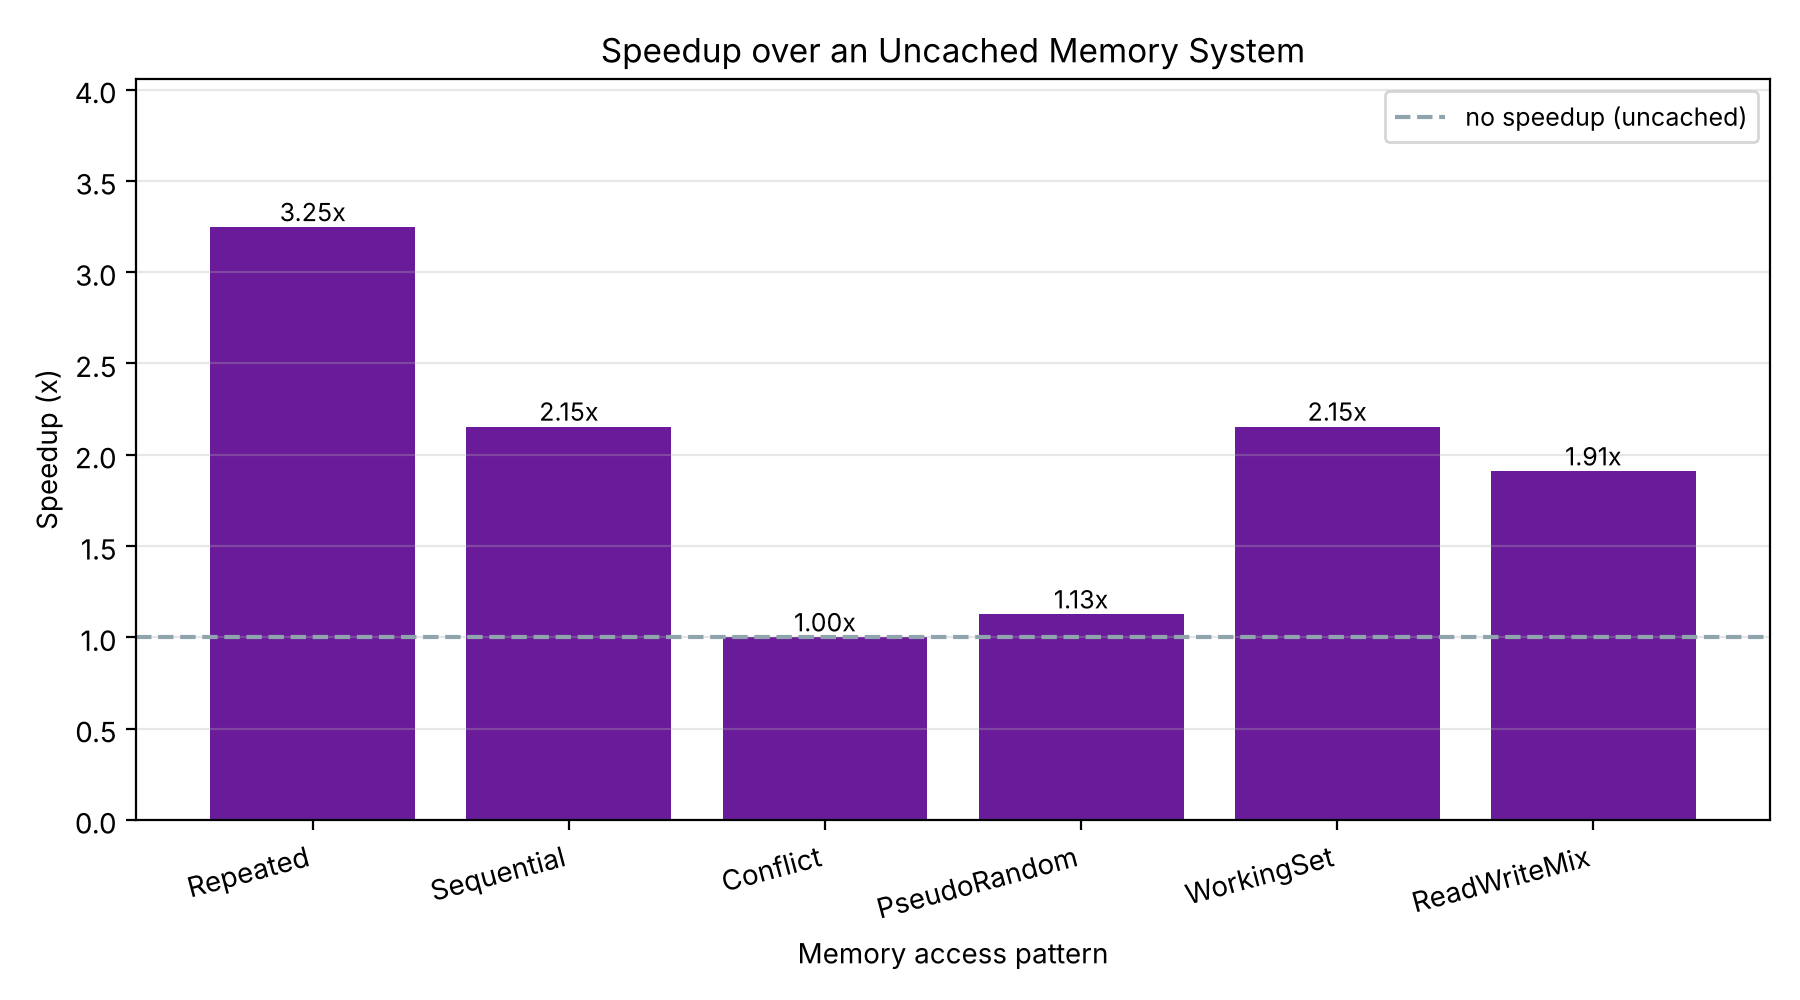 Speedup over an Uncached Memory System
no speedup (uncached)
Speedup (x)
4.0
3.5
3.0
2.5
2.0
1.5
1.0
0.5
0.0
3.25x
2.15x
1.00x
1.13x
2.15x
1.91x
Repeated
Sequential
Conflict
PseudoRandom
WorkingSet
ReadWriteMix
Memory access pattern